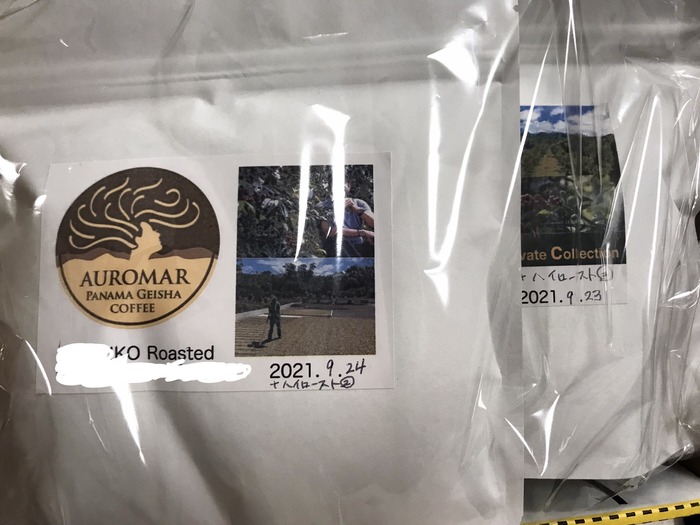 AUROMAR
PANAMA GEISHA
COFFEE
IKO Roasted
2021. 9.24
+ハイロースト②
vate Collection
+ハイロースト②
2021. 9.23